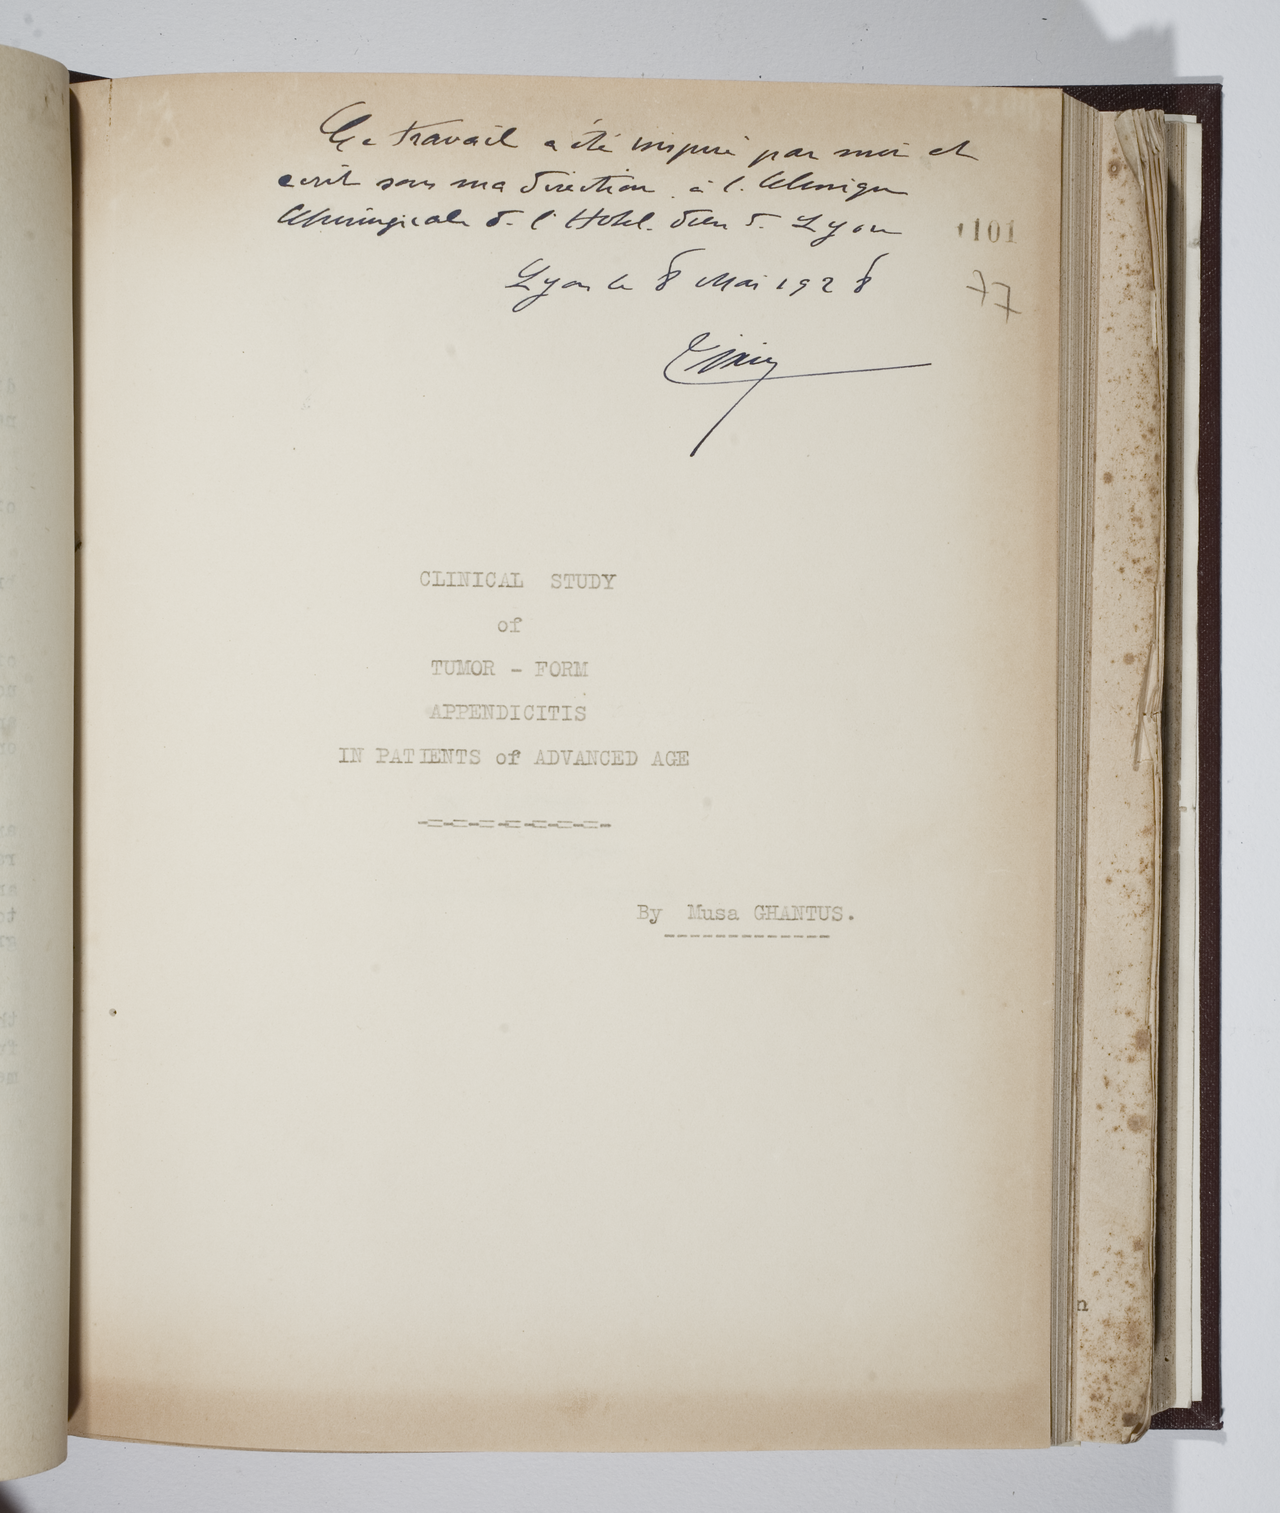 Ce travail a été inspiré par moi et
ecrit sous ma direction à la Clinique
Chirurgicale de l'Hotel-Dieu de Lyon
101
Lyon le 8 Mai 1928
77
CLINICAL STUDY
of
TUMOR - FORM
APPENDICITIS
IN PATIENTS of ADVANCED AGE
-=-=-=-=-=-=-=-
By Musa GHANTUS.
-------------
n